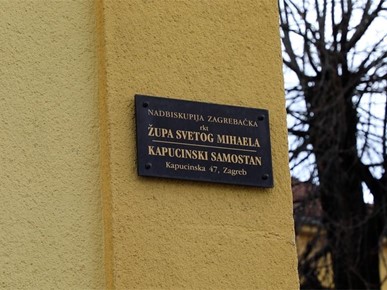 NADBISKUPIJA ZAGREBAČKA
rkt
ŽUPA SVETOG MIHAELA
KAPUCINSKI SAMOSTAN
Kapucinska 47, Zagreb